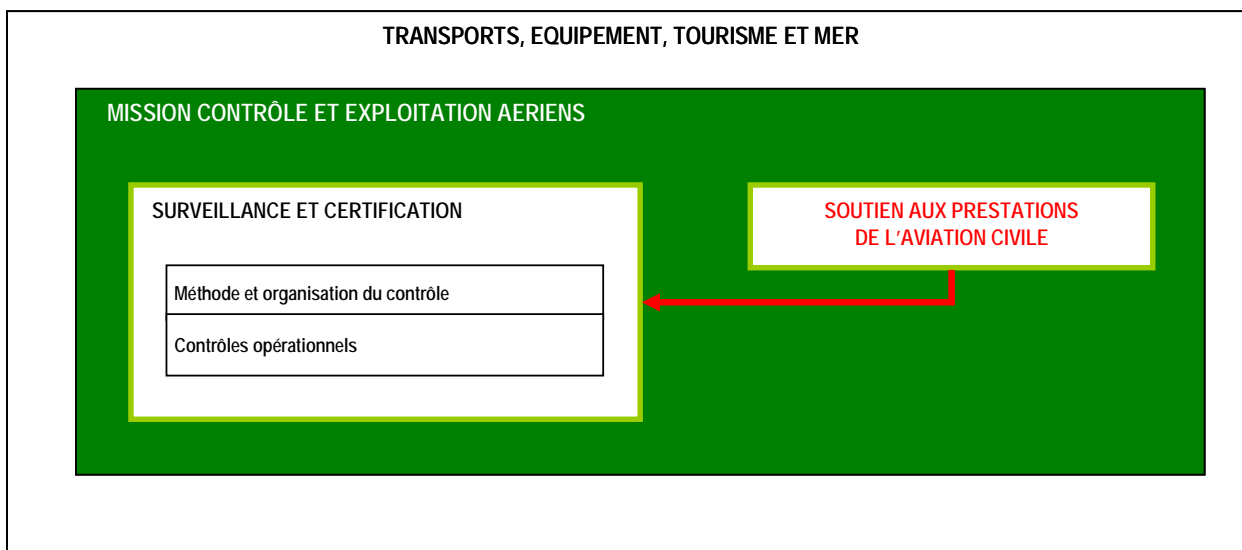 TRANSPORTS, EQUIPEMENT, TOURISME ET MER
MISSION CONTRÔLE ET EXPLOITATION AERIENS
SURVEILLANCE ET CERTIFICATION
Méthode et organisation du contrôle
Contrôles opérationnels
SOUTIEN AUX PRESTATIONS
DE L'AVIATION CIVILE